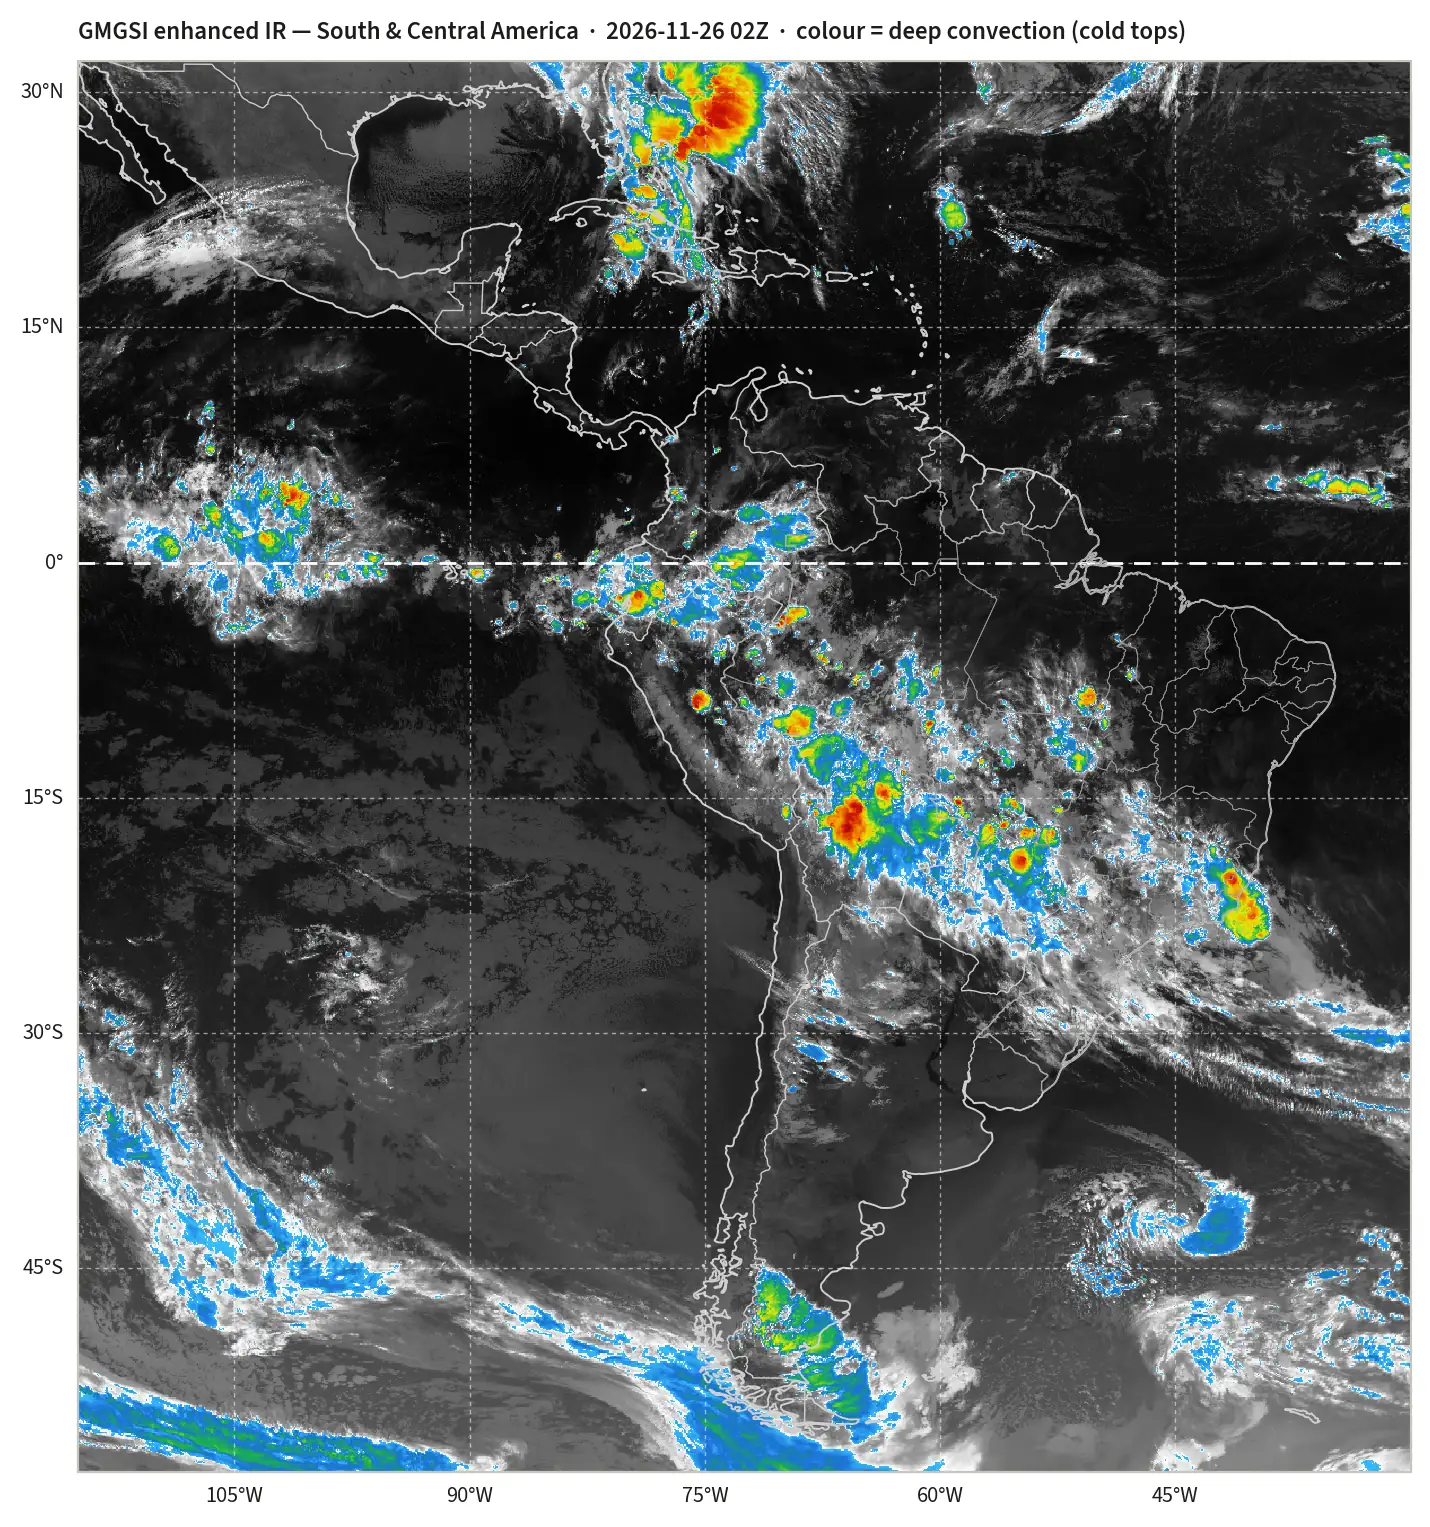 GMGSI enhanced IR — South & Central America · 2026-11-26 02Z · colour = deep convection (cold tops)
30°N
15°N
0°
15°S
30°S
45°S
105°W
90°W
75°W
60°W
45°W